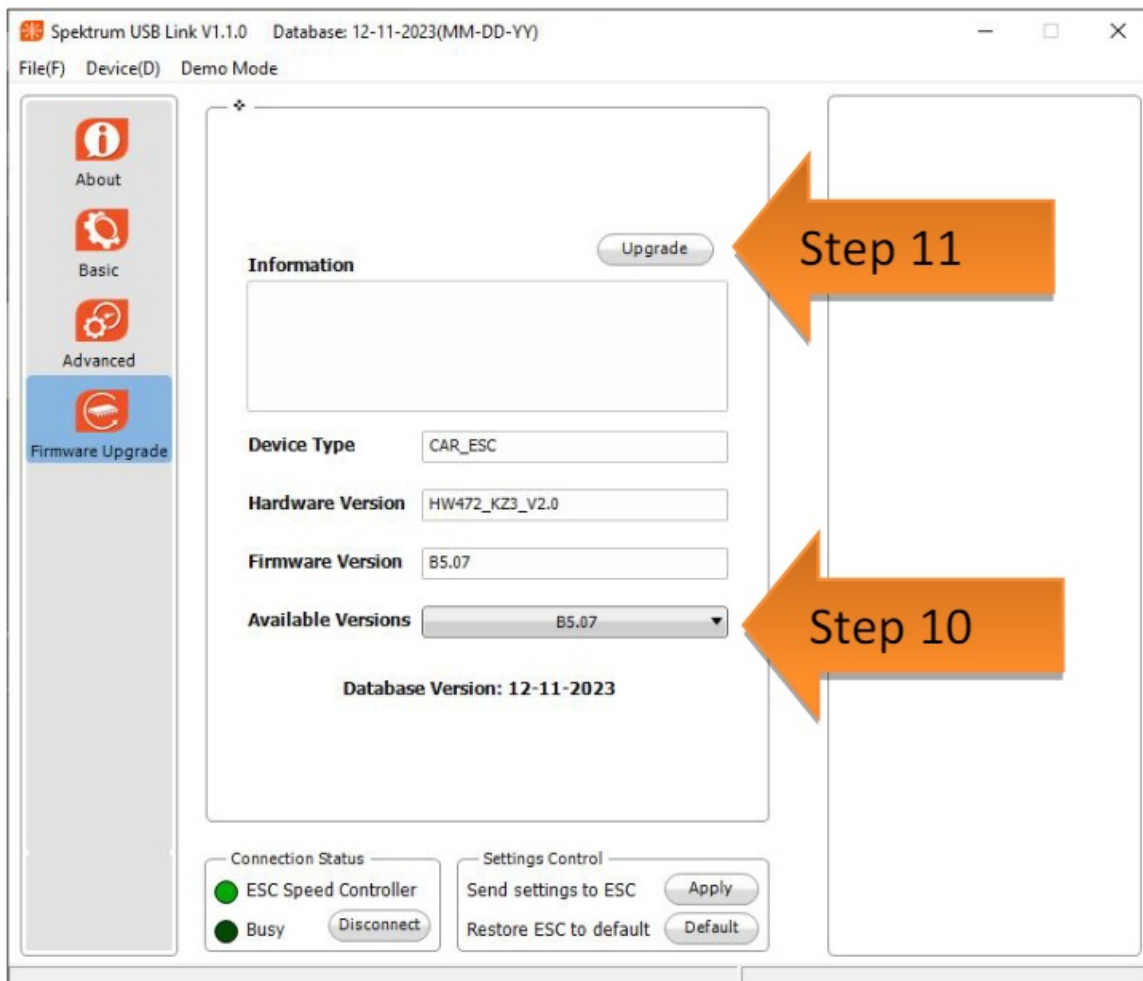 Spektrum USB Link V1.1.0 Database: 12-11-2023(MM-DD-YY)
File(F) Device(D) Demo Mode
About
Basic
Advanced
Firmware Upgrade
Upgrade
Step 11
Information
Device Type CAR_ESC
Hardware Version HW472_KZ3_V2.0
Firmware Version B5.07
Available Versions B5.07
Step 10
Database Version: 12-11-2023
Connection Status
ESC Speed Controller
Busy Disconnect
Settings Control
Send settings to ESC Apply
Restore ESC to default Default